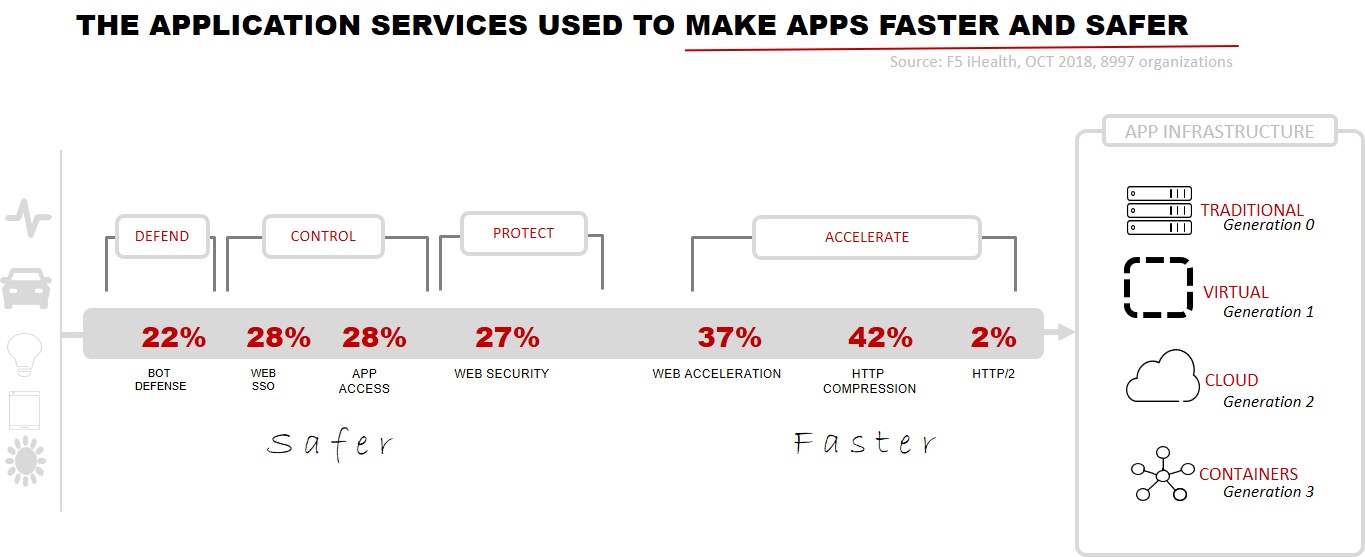 THE APPLICATION SERVICES USED TO MAKE APPS FASTER AND SAFER
Source: F5 iHealth, OCT 2018, 8997 organizations
DEFEND
CONTROL
PROTECT
ACCELERATE
22%
28%
28%
27%
37%
42%
2%
BOT
DEFENSE
WEB
SSO
APP
ACCESS
WEB SECURITY
WEB ACCELERATION
HTTP
COMPRESSION
HTTP/2
Safer
Faster
APP INFRASTRUCTURE
TRADITIONAL
Generation 0
VIRTUAL
Generation 1
CLOUD
Generation 2
CONTAINERS
Generation 3